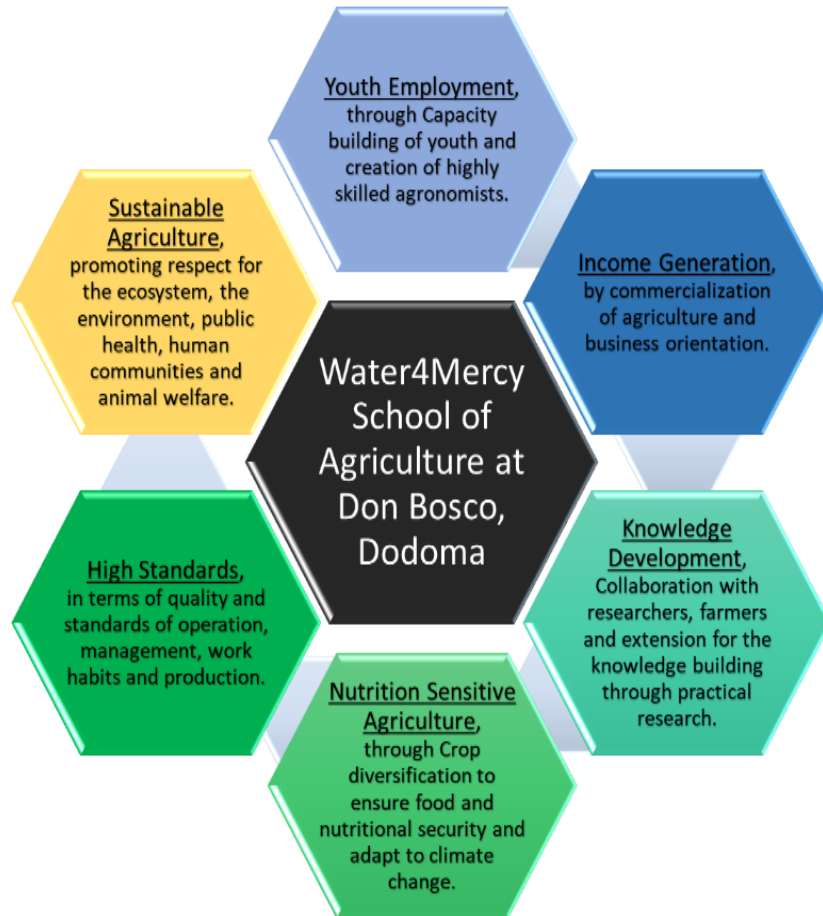 Youth Employment,
through Capacity
building of youth and
creation of highly
skilled agronomists.
Income Generation,
by commercialization
of agriculture and
business orientation.
Knowledge
Development,
Collaboration with
researchers, farmers
and extension for the
knowledge building
through practical
research.
Nutrition Sensitive
Agriculture,
through Crop
diversification to
ensure food and
nutritional security and
adapt to climate
change.
High Standards,
in terms of quality and
standards of operation,
management, work
habits and production.
Sustainable
Agriculture,
promoting respect for
the ecosystem, the
environment, public
health, human
communities and
animal welfare.
Water4Mercy
School of
Agriculture at
Don Bosco,
Dodoma